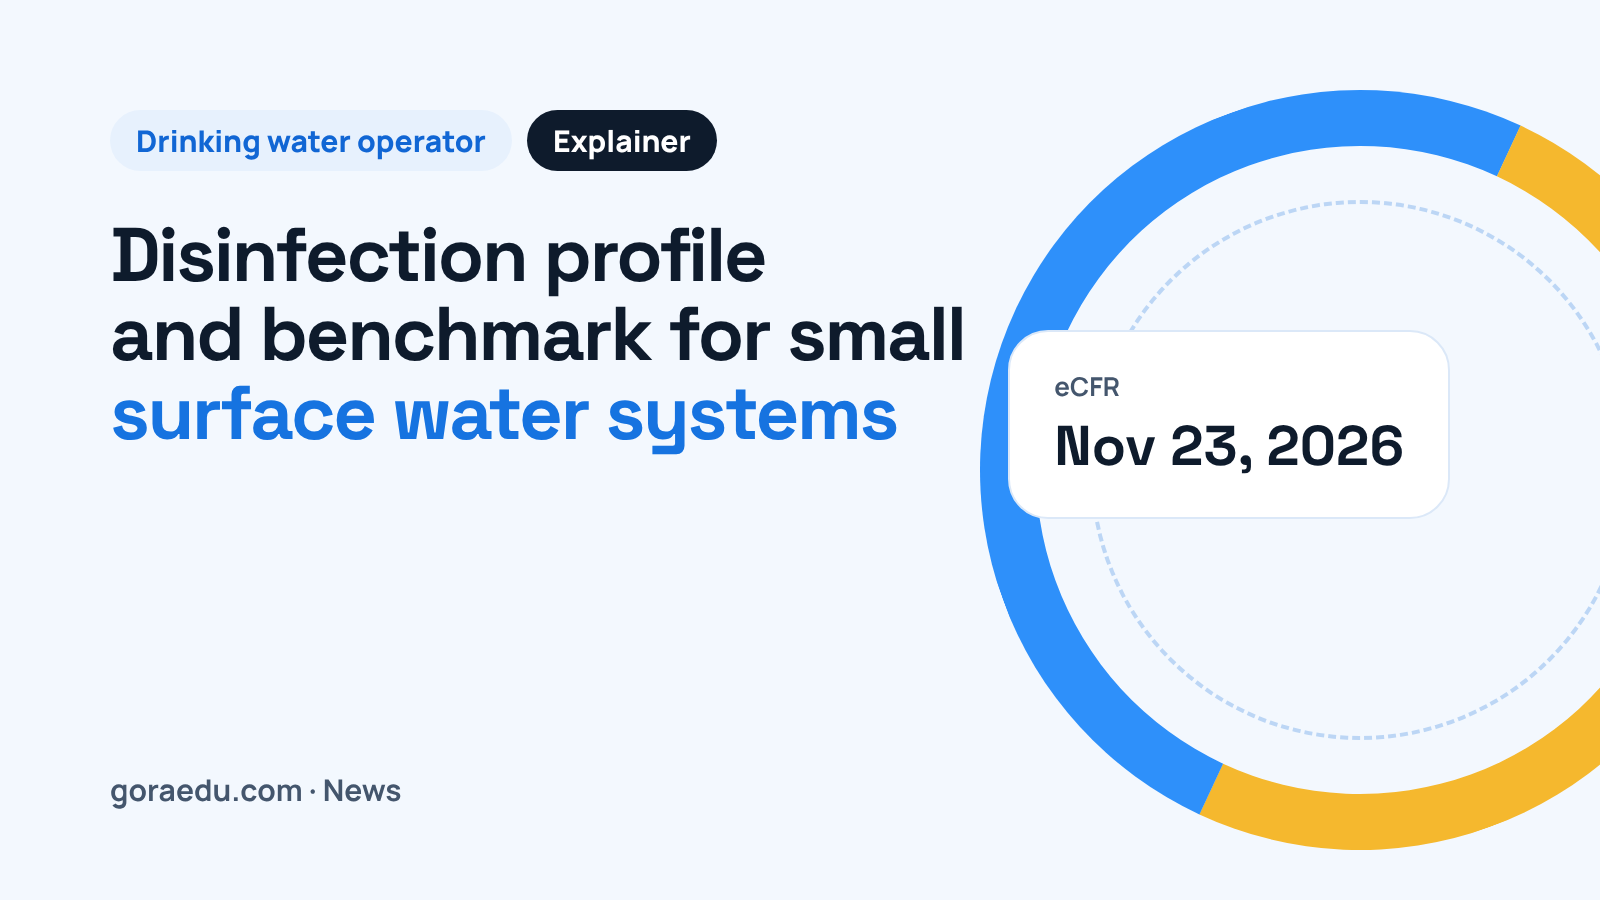 Drinking water operator
Explainer
Disinfection profile
and benchmark for small
surface water systems
eCFR
Nov 23, 2026
goraedu.com · News